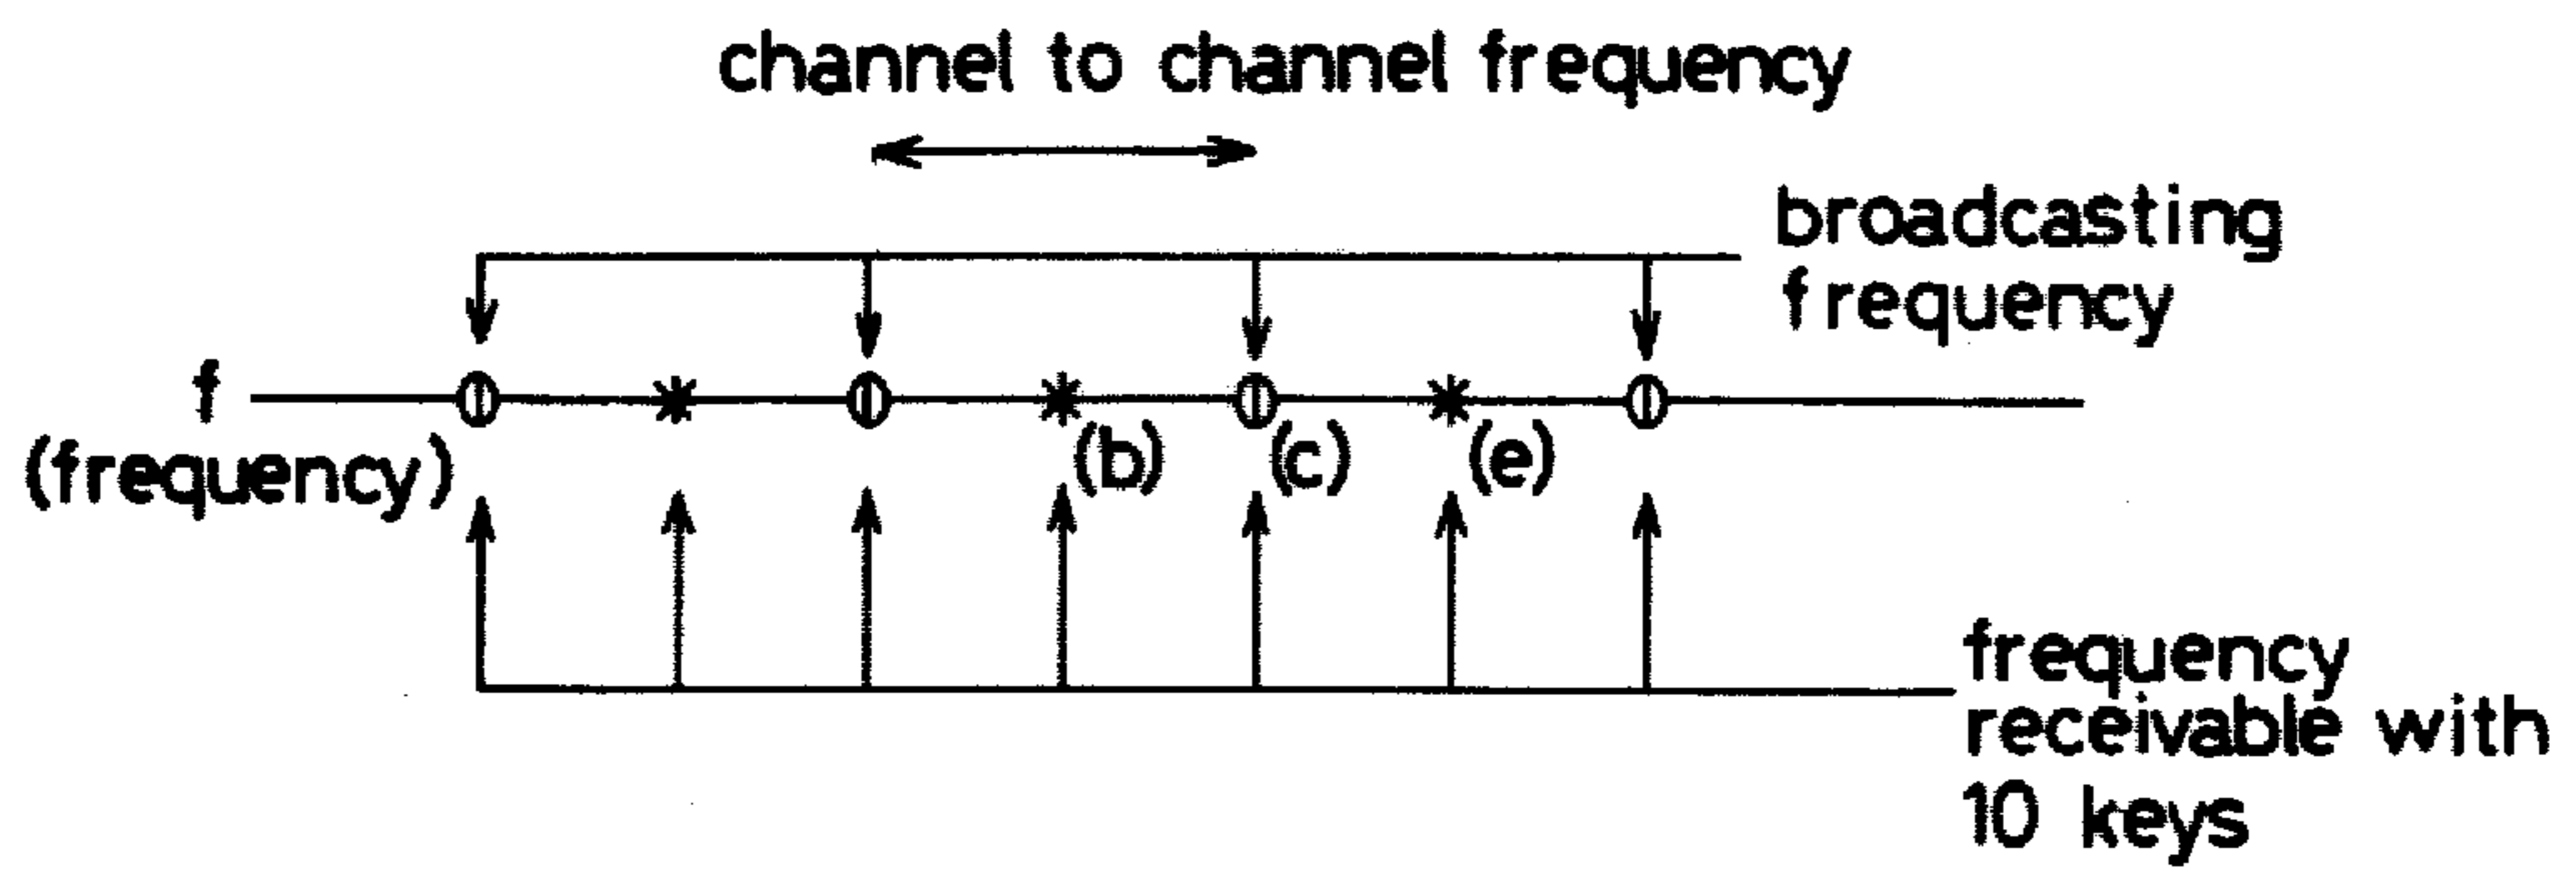 channel to channel frequency
broadcasting
frequency
f
(frequency)
(b)
(c)
(e)
frequency
receivable with
10 keys